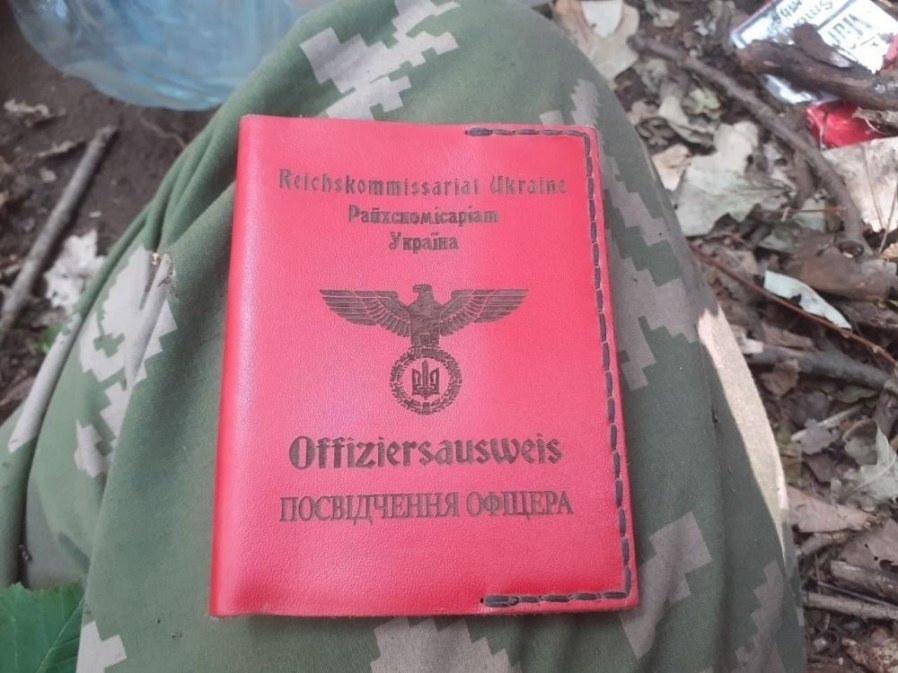 Reichskommissariat Ukraine
Райхскомісаріат
Україна
Offiziersausweis
ПОСВІДЧЕННЯ ОФІЦЕРА